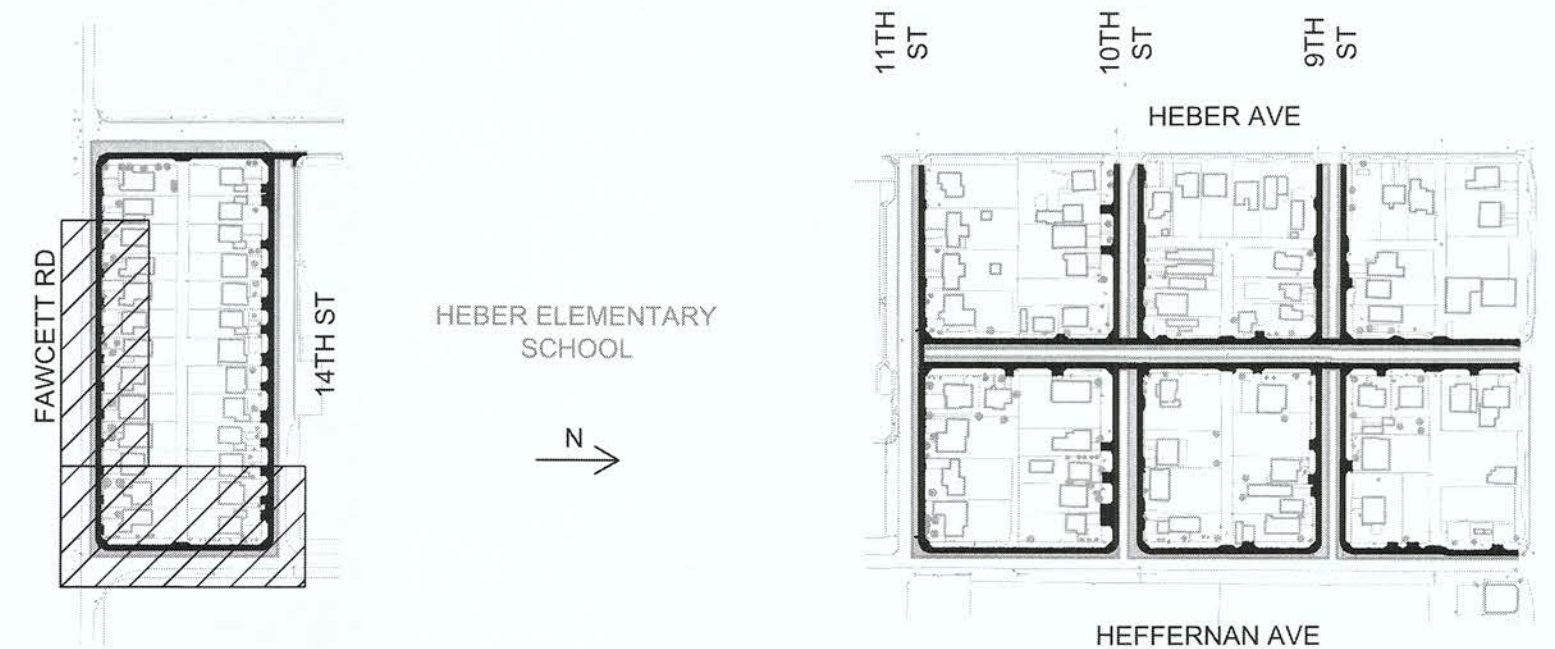 11TH
ST
10TH
ST
9TH
ST
HEBER AVE
FAWCETT RD
14TH ST
HEBER ELEMENTARY
SCHOOL
N
HEFFERNAN AVE